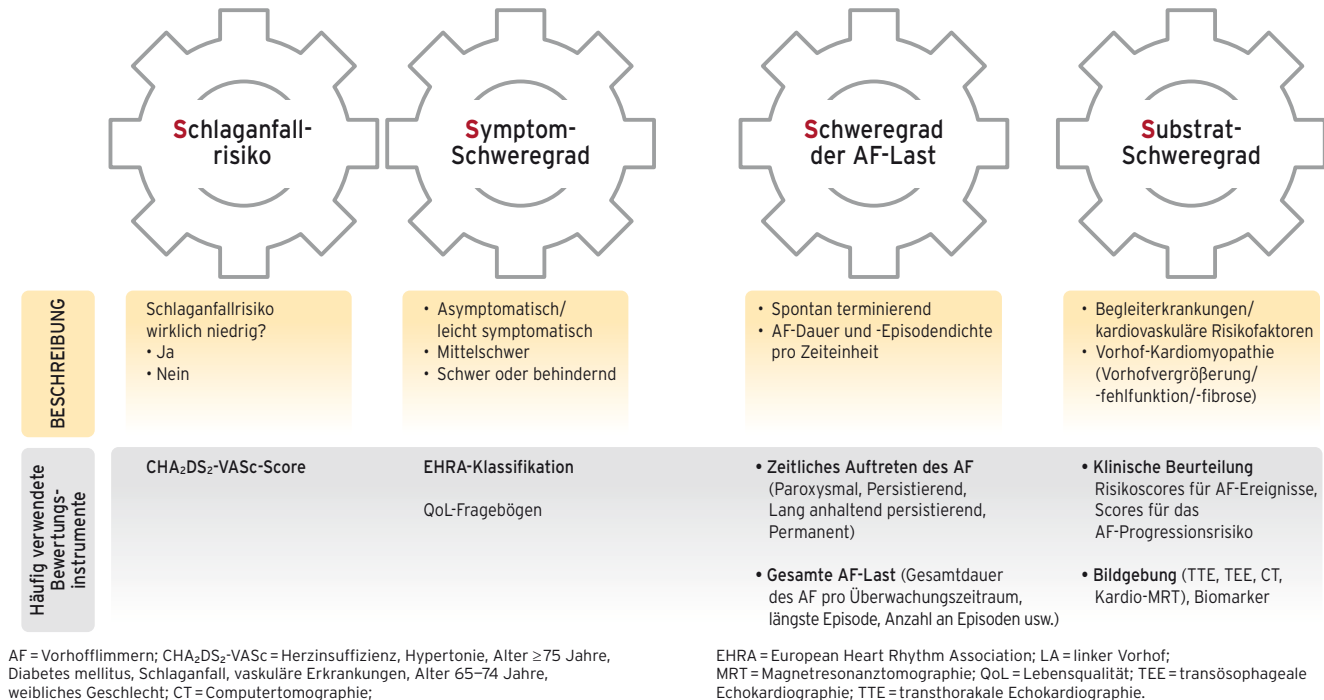 Schlaganfall-
risiko
Symptom-
Schweregrad
Schweregrad
der AF-Last
Substrat-
Schweregrad
BESCHREIBUNG
Schlaganfallrisiko
wirklich niedrig?
• Ja
• Nein
• Asymptomatisch/
leicht symptomatisch
• Mittelschwer
• Schwer oder behindernd
• Spontan terminierend
• AF-Dauer und -Episodendichte
pro Zeiteinheit
• Begleiterkrankungen/
kardiovaskuläre Risikofaktoren
• Vorhof-Kardiomyopathie
(Vorhofvergrößerung/
-fehlfunktion/-fibrose)
Häufig verwendete
Bewertungs-
instrumente
CHA₂DS₂-VASc-Score
EHRA-Klassifikation
QoL-Fragebögen
• Zeitliches Auftreten des AF
(Paroxysmal, Persistierend,
Lang anhaltend persistierend,
Permanent)
• Gesamte AF-Last (Gesamtdauer
des AF pro Überwachungszeitraum,
längste Episode, Anzahl an Episoden usw.)
• Klinische Beurteilung
Risikoscores für AF-Ereignisse,
Scores für das
AF-Progressionsrisiko
• Bildgebung (TTE, TEE, CT,
Kardio-MRT), Biomarker
AF = Vorhofflimmern; CHA₂DS₂-VASc = Herzinsuffizienz, Hypertonie, Alter ≥ 75 Jahre,
Diabetes mellitus, Schlaganfall, vaskuläre Erkrankungen, Alter 65–74 Jahre,
weibliches Geschlecht; CT = Computertomographie;
EHRA = European Heart Rhythm Association; LA = linker Vorhof;
MRT = Magnetresonanztomographie; QoL = Lebensqualität; TEE = transösophageale
Echokardiographie; TTE = transthorakale Echokardiographie.